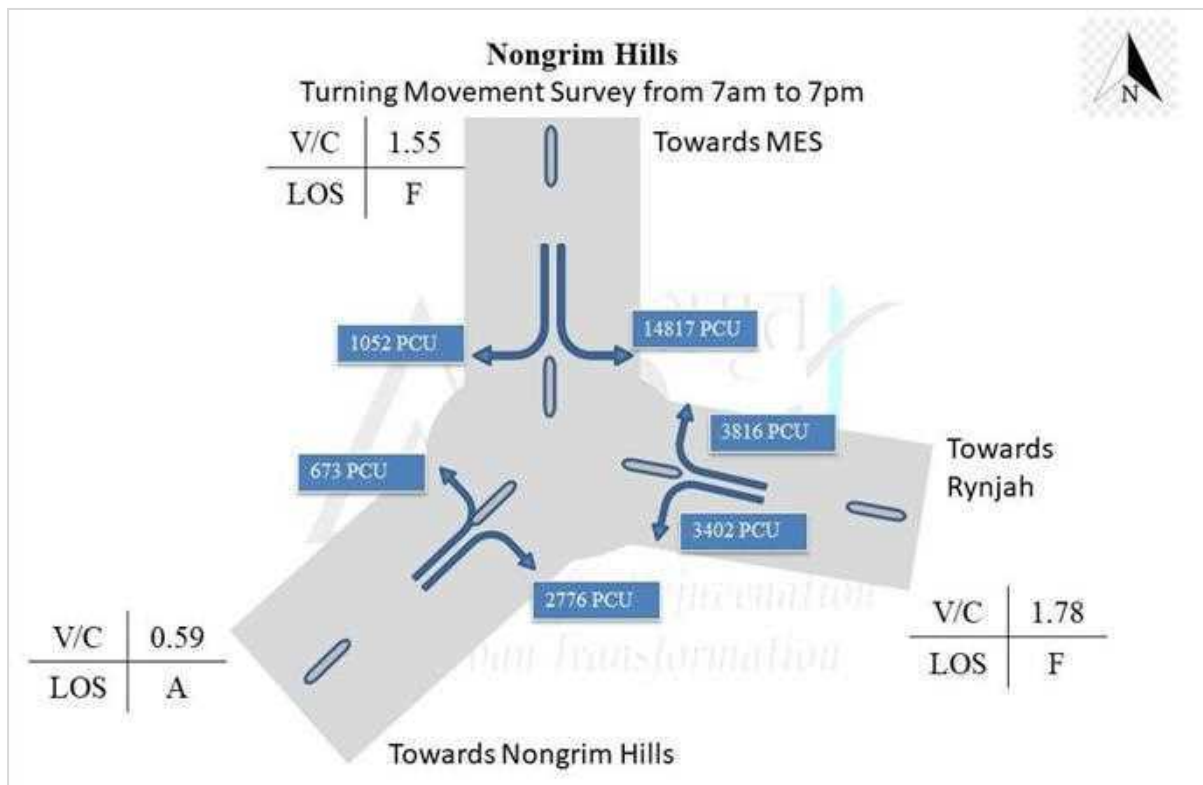 Nongrim Hills
Turning Movement Survey from 7am to 7pm
N
V/C 1.55
LOS F
Towards MES
1052 PCU
14817 PCU
3816 PCU
673 PCU
Towards
Rynjah
3402 PCU
2776 PCU
V/C 0.59
LOS A
V/C 1.78
LOS F
Towards Nongrim Hills